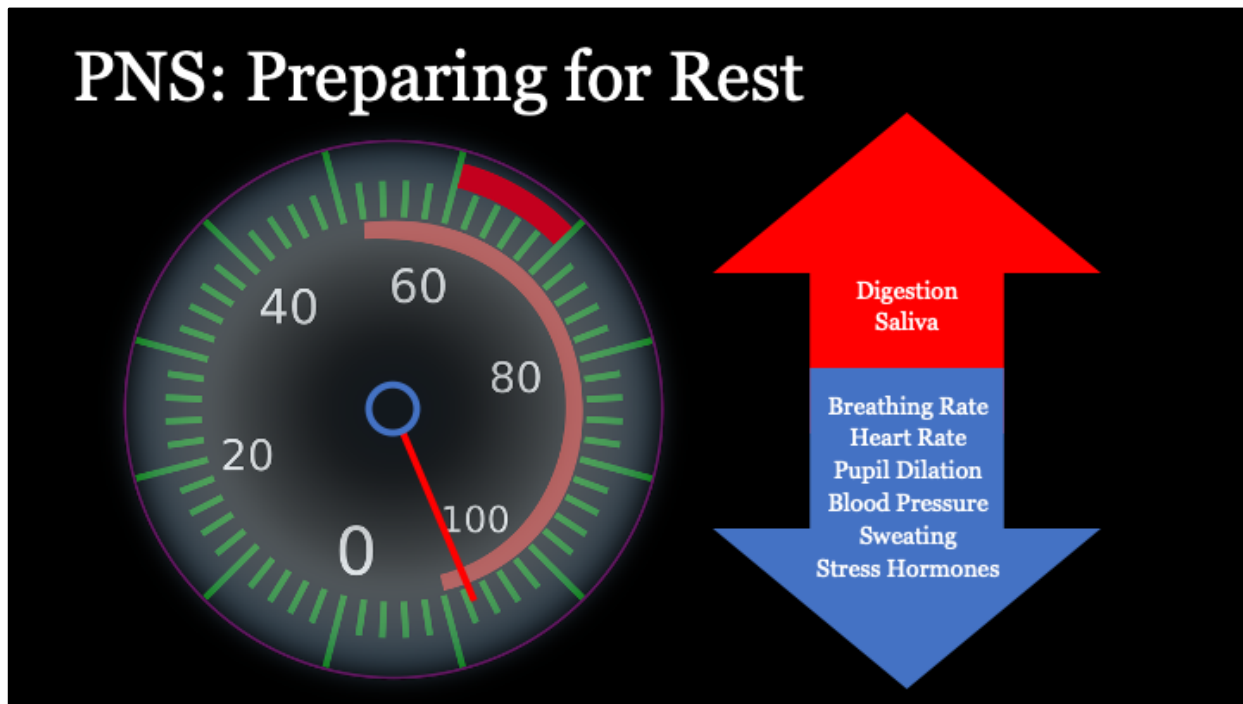 PNS: Preparing for Rest
60
40
80
20
100
0
Digestion
Saliva
Breathing Rate
Heart Rate
Pupil Dilation
Blood Pressure
Sweating
Stress Hormones